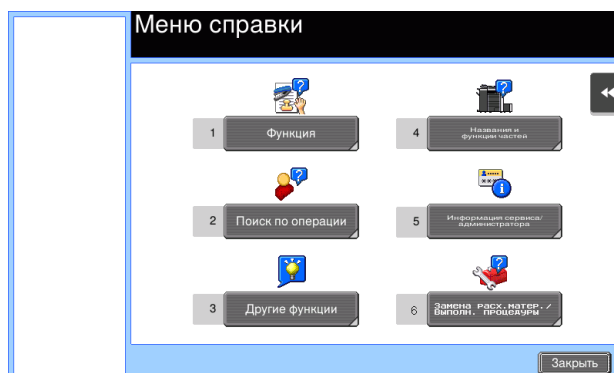 Меню справки
1 Функция
4 Названия и
функции частей
2 Поиск по операции
5 Информация сервиса/
администратора
3 Другие функции
6 Замена расх.матер./
Выполн. процедуры
Закрыть